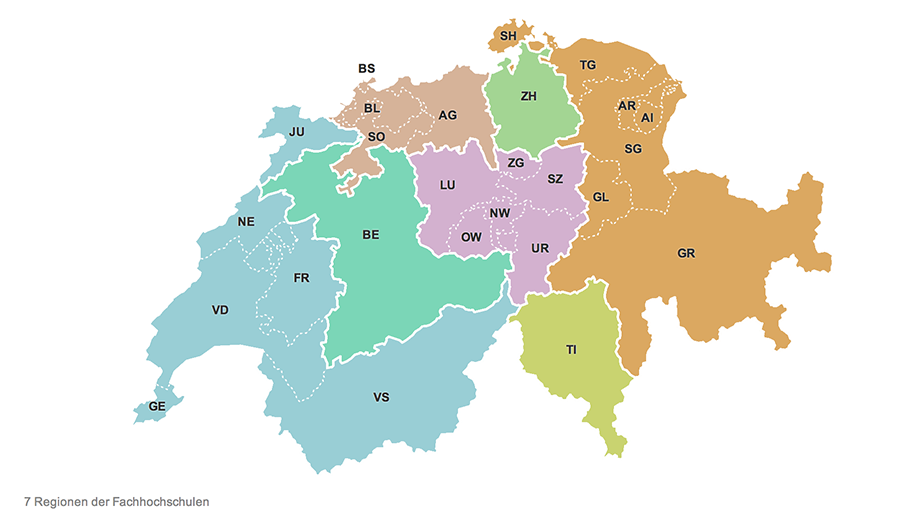 SH
BS
TG
ZH
BL
AG
AR
AI
JU
SO
SG
ZG
LU
SZ
GL
NE
NW
BE
OW
UR
GR
FR
VD
TI
VS
GE
7 Regionen der Fachhochschulen